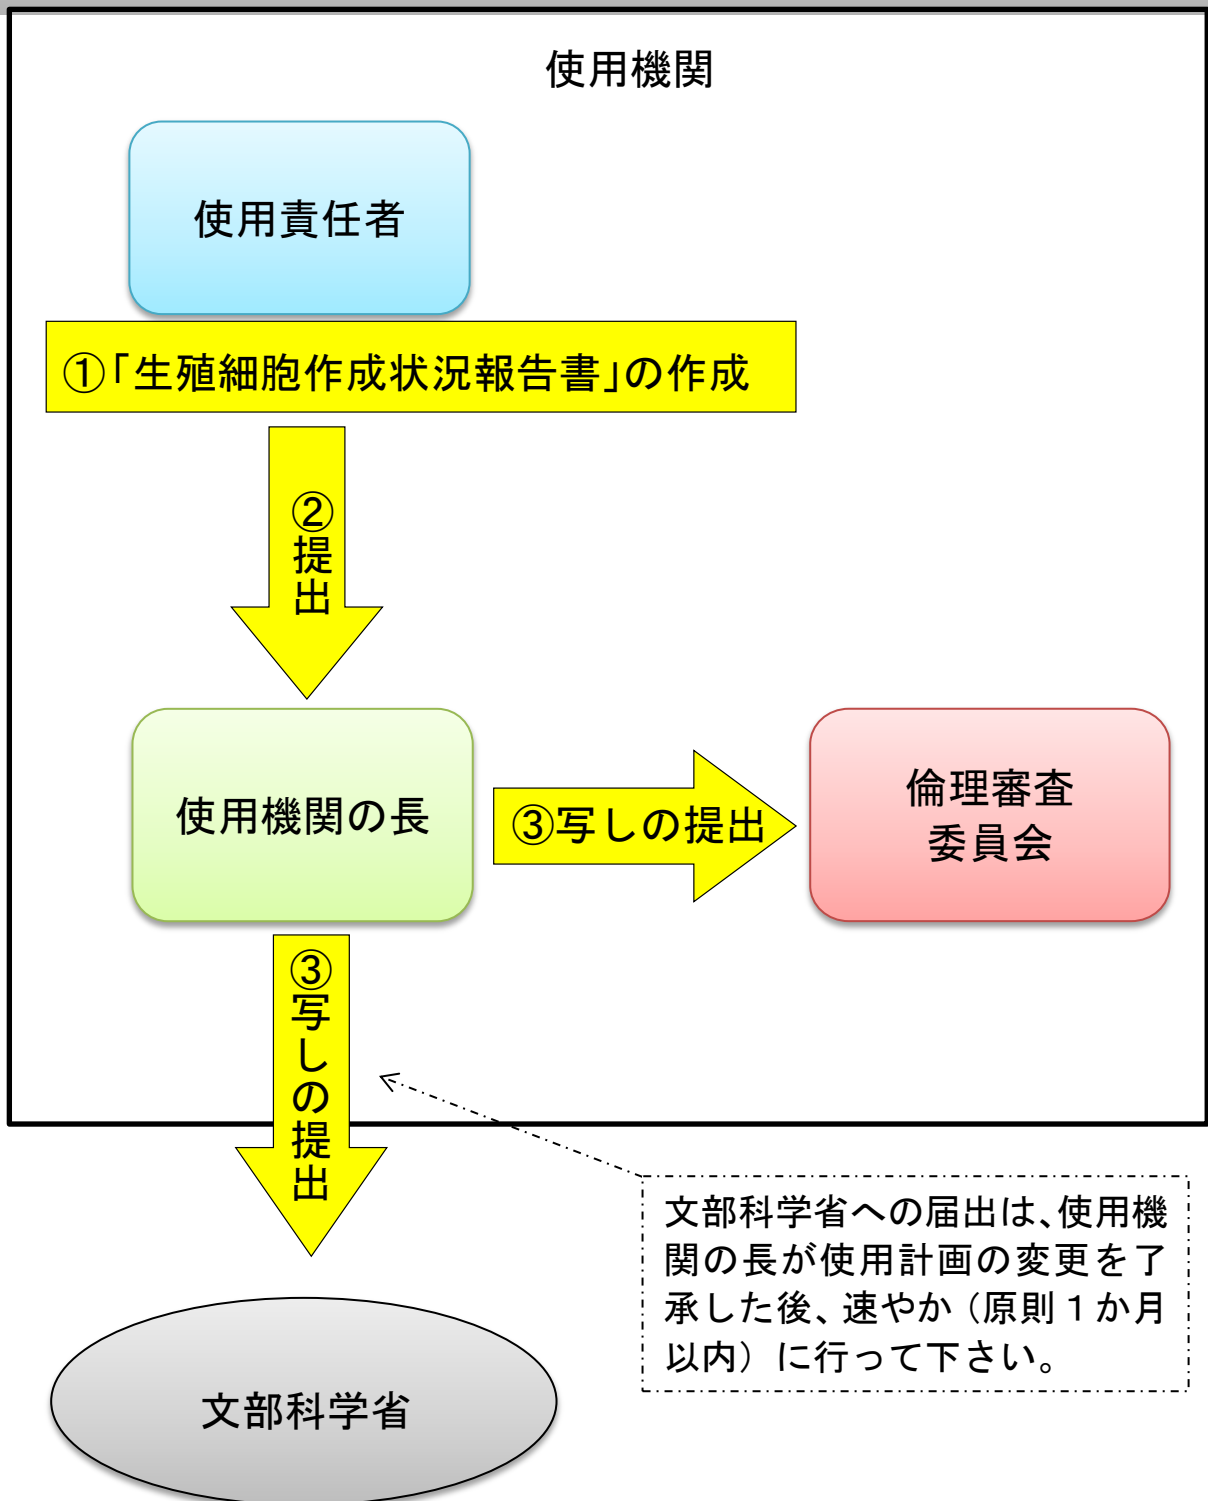 使用機関
使用責任者
①「生殖細胞作成状況報告書」の作成
②提出
使用機関の長
③写しの提出
倫理審査
委員会
③写しの提出
文部科学省への届出は、使用機
関の長が使用計画の変更を了
承した後、速やか（原則１か月
以内）に行って下さい。
文部科学省